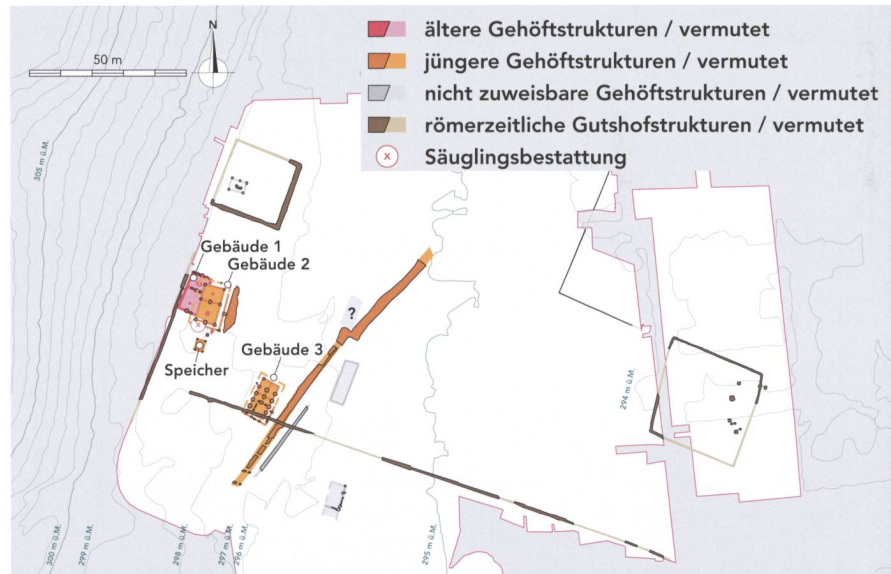 N
50 m
ältere Gehöftstrukturen / vermutet
jüngere Gehöftstrukturen / vermutet
nicht zuweisbare Gehöftstrukturen / vermutet
römerzeitliche Gutshofstrukturen / vermutet
x
Säuglingsbestattung
305 m ü.M.
Gebäude 1
Gebäude 2
x
?
Speicher
Gebäude 3
294 m ü.M.
300 m ü.M.
299 m ü.M.
298 m ü.M.
297 m ü.M.
296 m ü.M.
295 m ü.M.